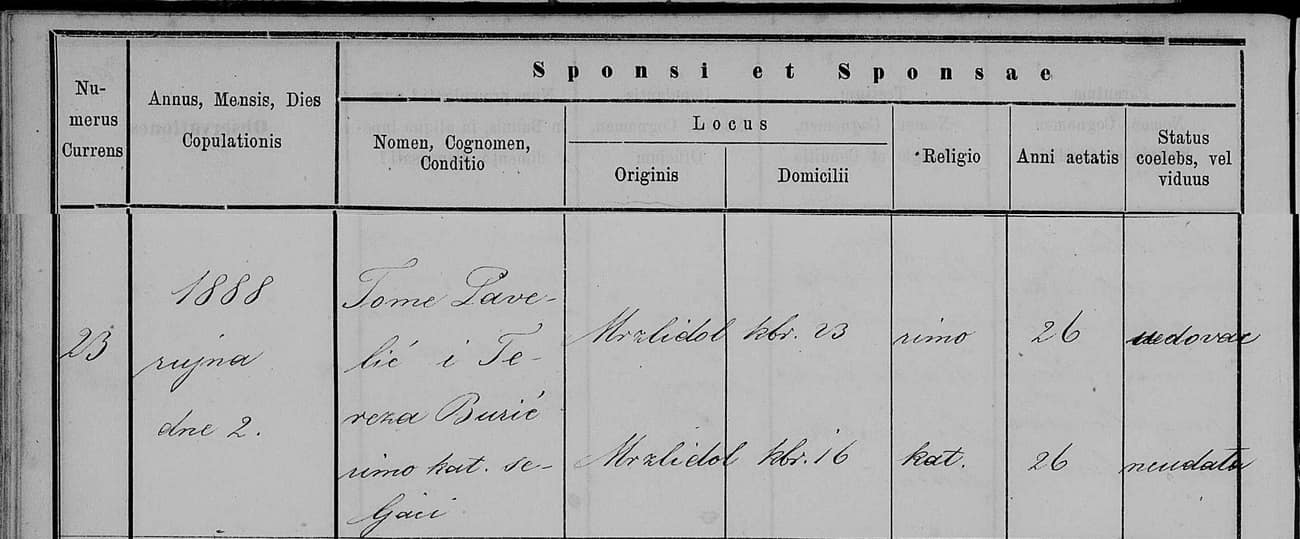 Sponsi et Sponsae
Nu-
merus
Currens
Annus, Mensis, Dies
Copulationis
Nomen, Cognomen,
Conditio
Locus
Originis
Domicilii
Religio
Anni aetatis
Status
coelebs, vel
viduus
23
1888
rujna
dne 2.
Tome Pave-
lić i Te-
reza Burić
rimo kat. se-
ljaci
Mrzlidol kbr. 23 rimo 26 udovac
Mrzlidol kbr. 16 kat. 26 neudata